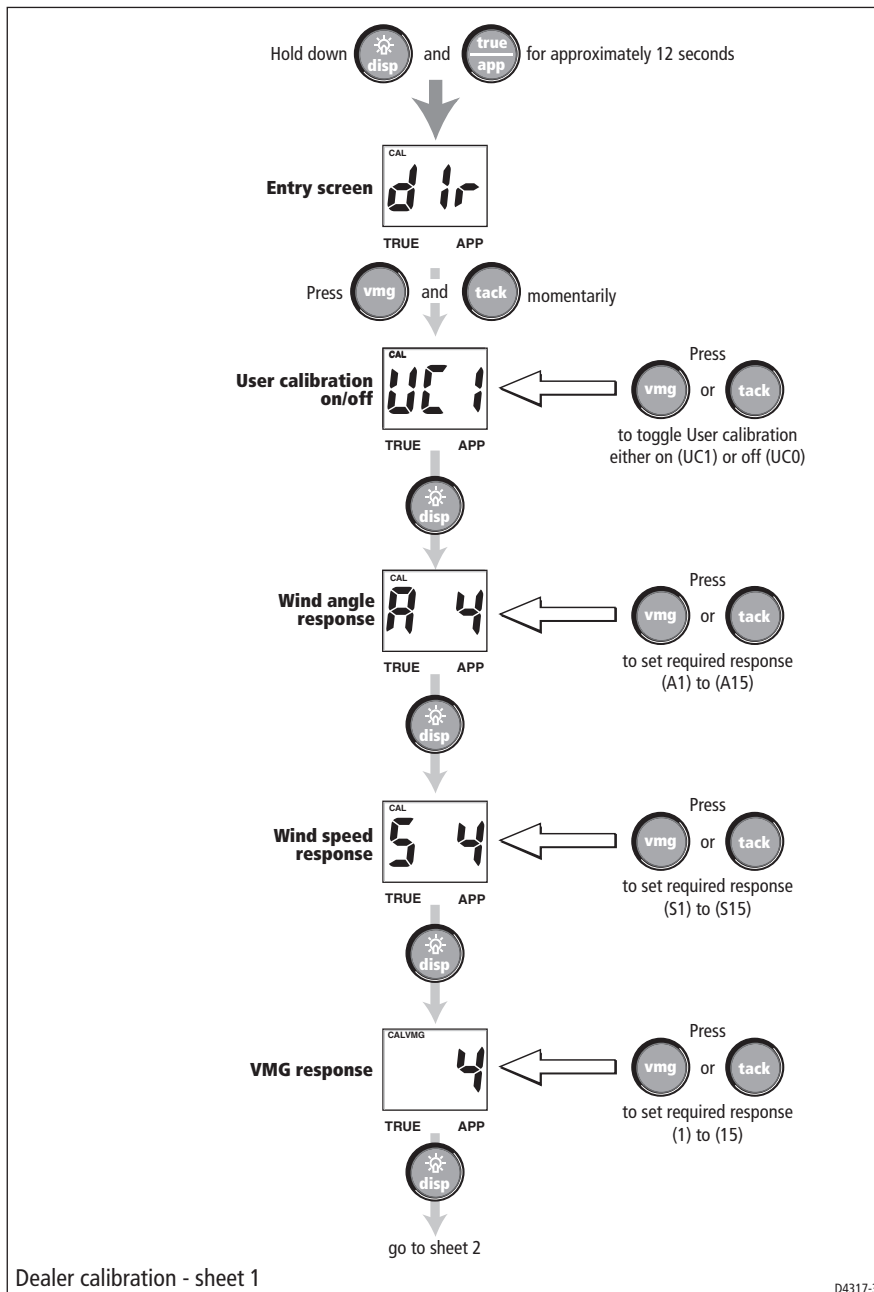 Hold down disp and true app for approximately 12 seconds
CAL
Entry screen
d1r
TRUE APP
Press vmg and tack momentarily
CAL
User calibration
on/off
UC1
TRUE APP
Press
vmg or tack
to toggle User calibration
either on (UC1) or off (UC0)
disp
CAL
Wind angle
response
A 4
TRUE APP
Press
vmg or tack
to set required response
(A1) to (A15)
disp
CAL
Wind speed
response
S 4
TRUE APP
Press
vmg or tack
to set required response
(S1) to (S15)
disp
CALVMG
VMG response
4
TRUE APP
Press
vmg or tack
to set required response
(1) to (15)
disp
go to sheet 2
Dealer calibration - sheet 1